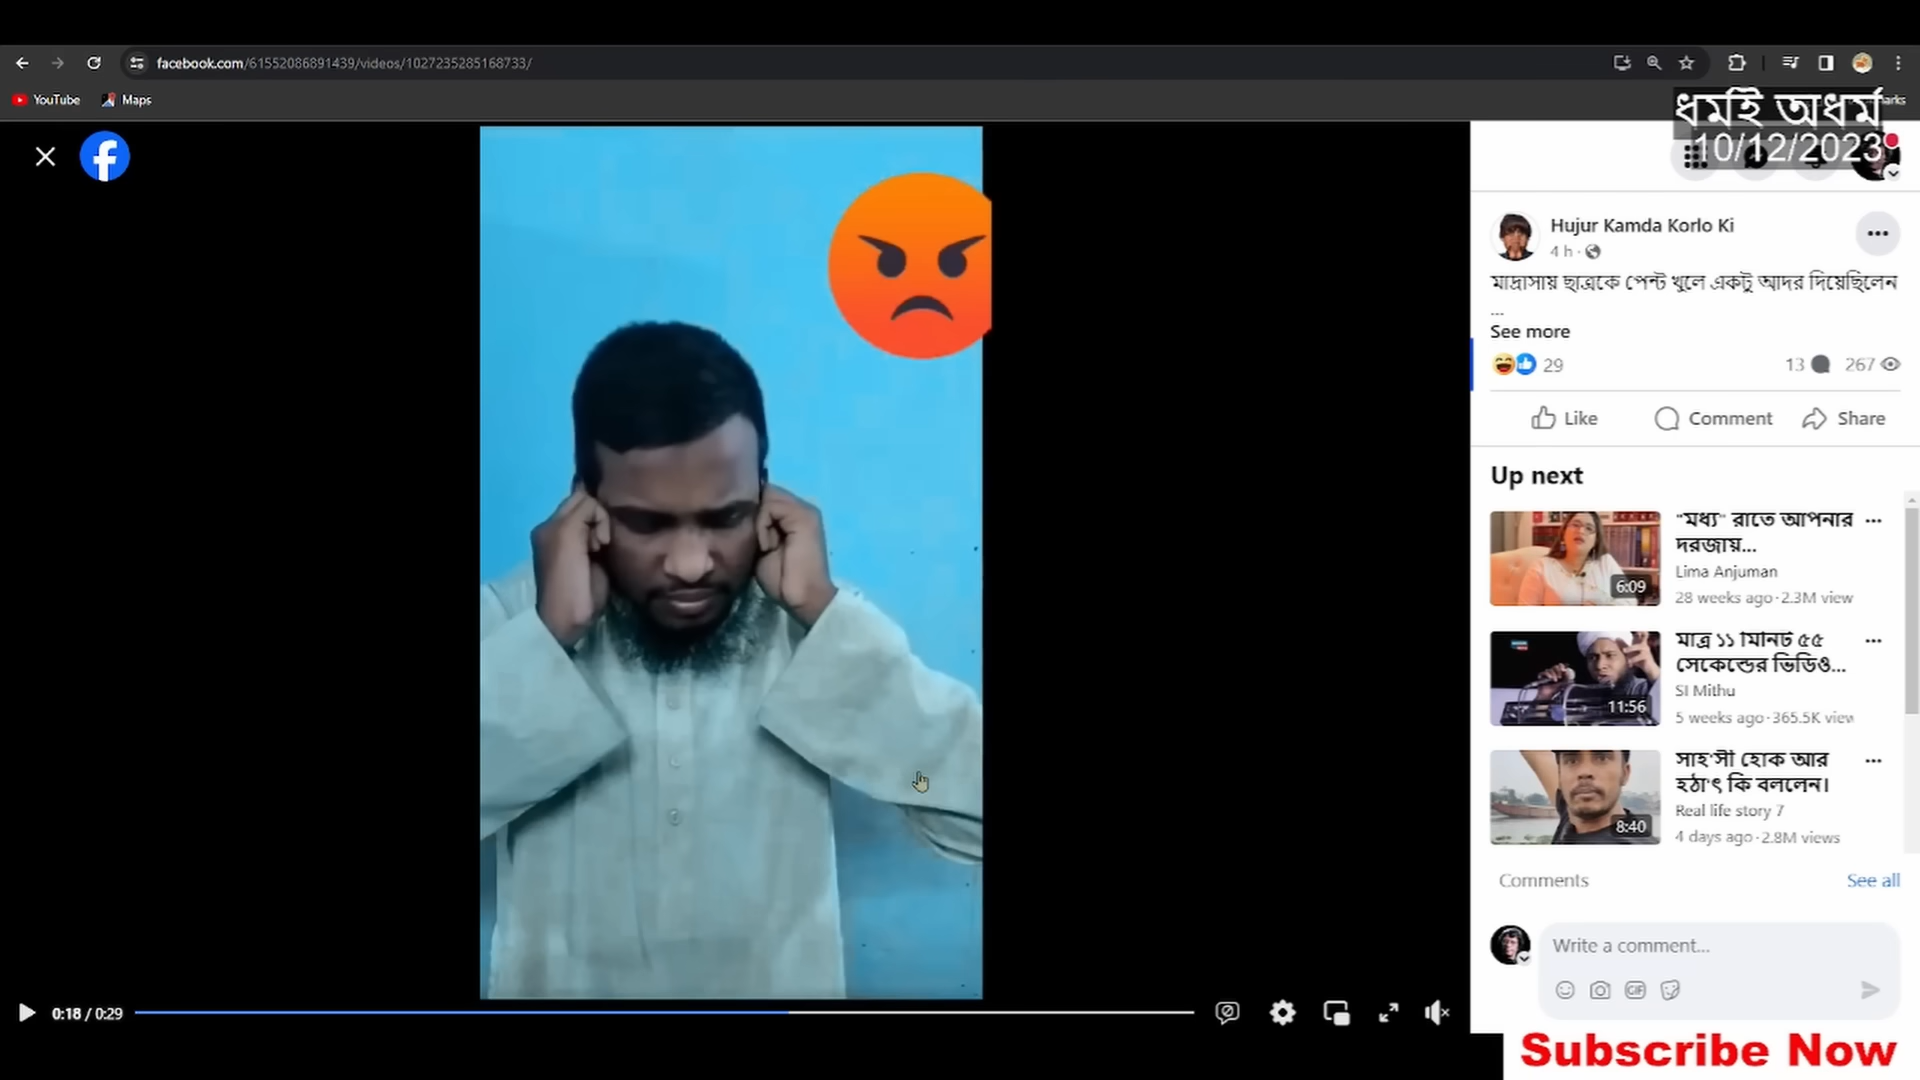 facebook.com/61552086891439/videos/1027235285168733/
YouTube
Maps
ধর্মই অধর্ম
10/12/2023
Hujur Kamda Korlo Ki
4 h
মাদ্রাসায় ছাত্রকে পেন্ট খুলে একটু আদর দিয়েছিলেন
...
See more
29
13
267
Like
Comment
Share
Up next
"মধ্য" রাতে আপনার
দরজায়...
Lima Anjuman
28 weeks ago · 2.3M view
6:09
মাত্র ১১ মিনিট ৫৫
সেকেন্ডের ভিডিও...
SI Mithu
5 weeks ago · 365.5K view
11:56
সাহ'সী হোক আর
হঠা'ৎ কি বললেন।
Real life story 7
4 days ago · 2.8M views
8:40
Comments
See all
Write a comment...
GIF
0:18 / 0:29
Subscribe Now